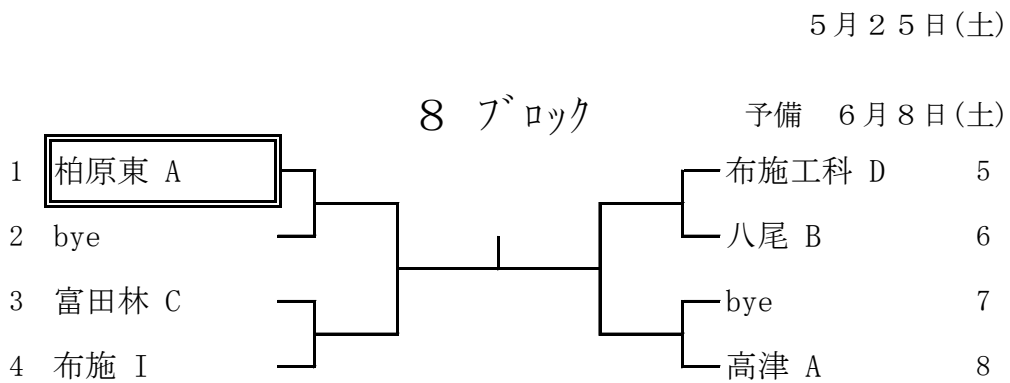 ５月２５日(土)
８ ブロック
予備　６月８日(土)
1 柏原東 A
布施工科 D 5
2 bye
八尾 B 6
3 富田林 C
bye 7
4 布施 I
高津 A 8